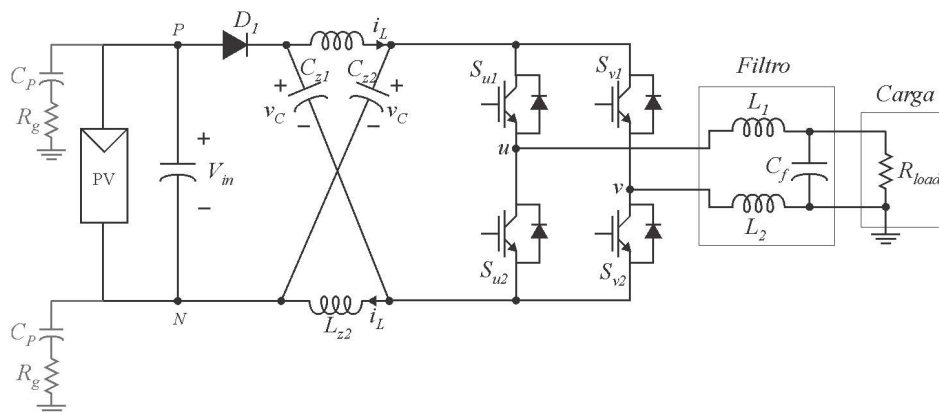 P
D1
iL
CP
Rg
PV
+
Vin
−
Cz1
Cz2
+
vC
−
+
vC
−
Su1
Sv1
u
v
Su2
Sv2
Filtro
L1
Cf
L2
Carga
Rload
N
Lz2
iL
CP
Rg